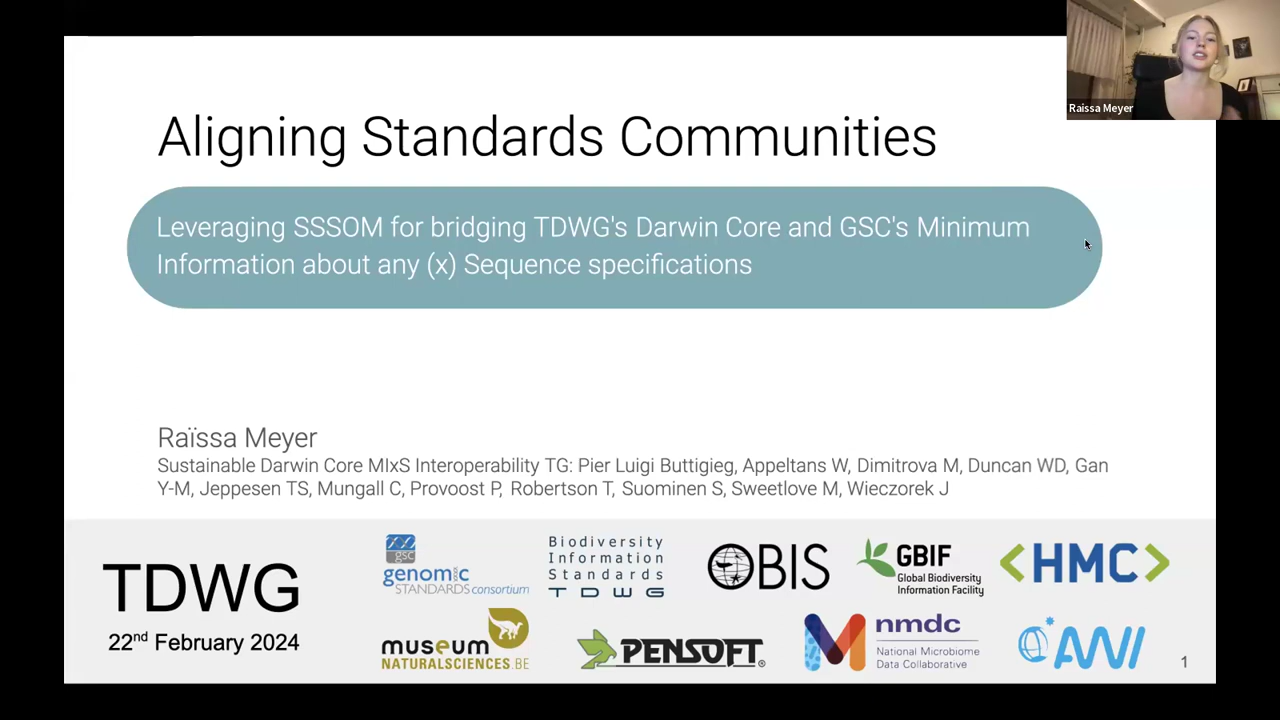 Raissa Meyer
Aligning Standards Communities
Leveraging SSSOM for bridging TDWG's Darwin Core and GSC's Minimum
Information about any (x) Sequence specifications
Raïssa Meyer
Sustainable Darwin Core MIxS Interoperability TG: Pier Luigi Buttigieg, Appeltans W, Dimitrova M, Duncan WD, Gan
Y-M, Jeppesen TS, Mungall C, Provoost P, Robertson T, Suominen S, Sweetlove M, Wieczorek J
TDWG
22nd February 2024
gsc
genomic
STANDARDS consortium
Biodiversity
Information
Standards
TDWG
OBIS
GBIF
Global Biodiversity
Information Facility
<HMC>
museum
NATURALSCIENCES.BE
PENSOFT®
nmdc
National Microbiome
Data Collaborative
AWI
1